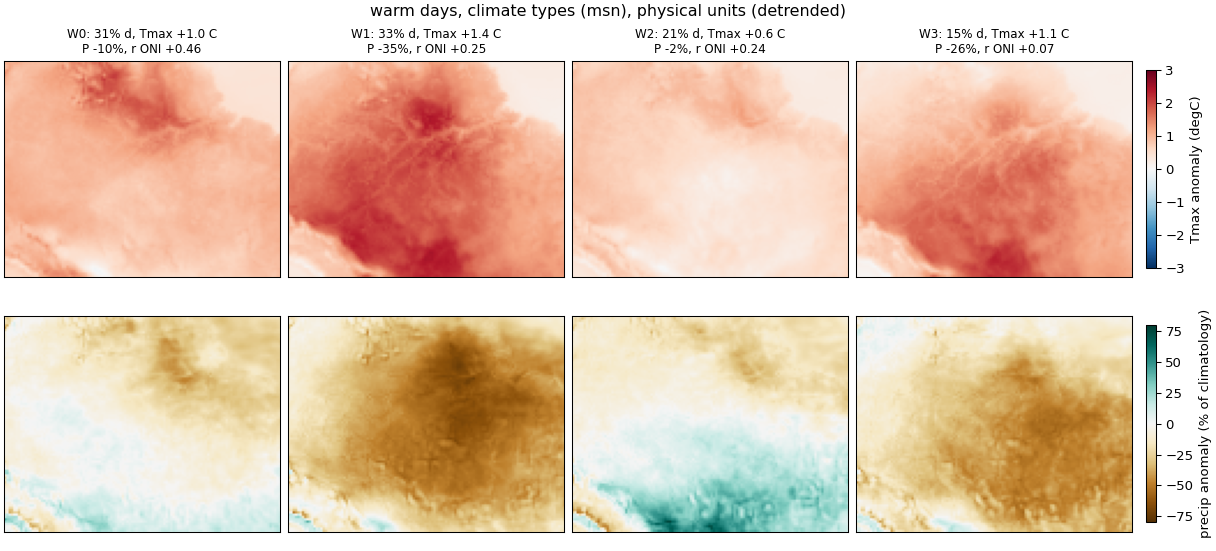 warm days, climate types (msn), physical units (detrended)
W0: 31% d, Tmax +1.0 C
P -10%, r ONI +0.46
W1: 33% d, Tmax +1.4 C
P -35%, r ONI +0.25
W2: 21% d, Tmax +0.6 C
P -2%, r ONI +0.24
W3: 15% d, Tmax +1.1 C
P -26%, r ONI +0.07
3
2
1
0
−1
−2
−3
Tmax anomaly (degC)
75
50
25
0
−25
−50
−75
precip anomaly (% of climatology)